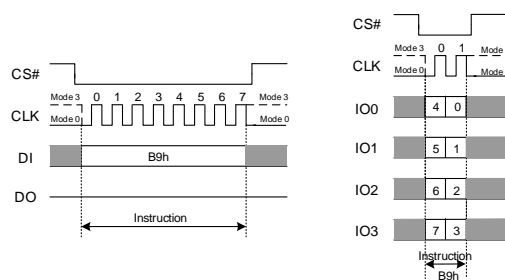 CS#
Mode 3 0 1 2 3 4 5 6 7 Mode 3
CLK Mode 0 Mode 0
DI B9h
DO
Instruction
CS#
Mode 3 0 1 Mode
CLK Mode 0 Mode
IO0 4 0
IO1 5 1
IO2 6 2
IO3 7 3
Instruction
B9h